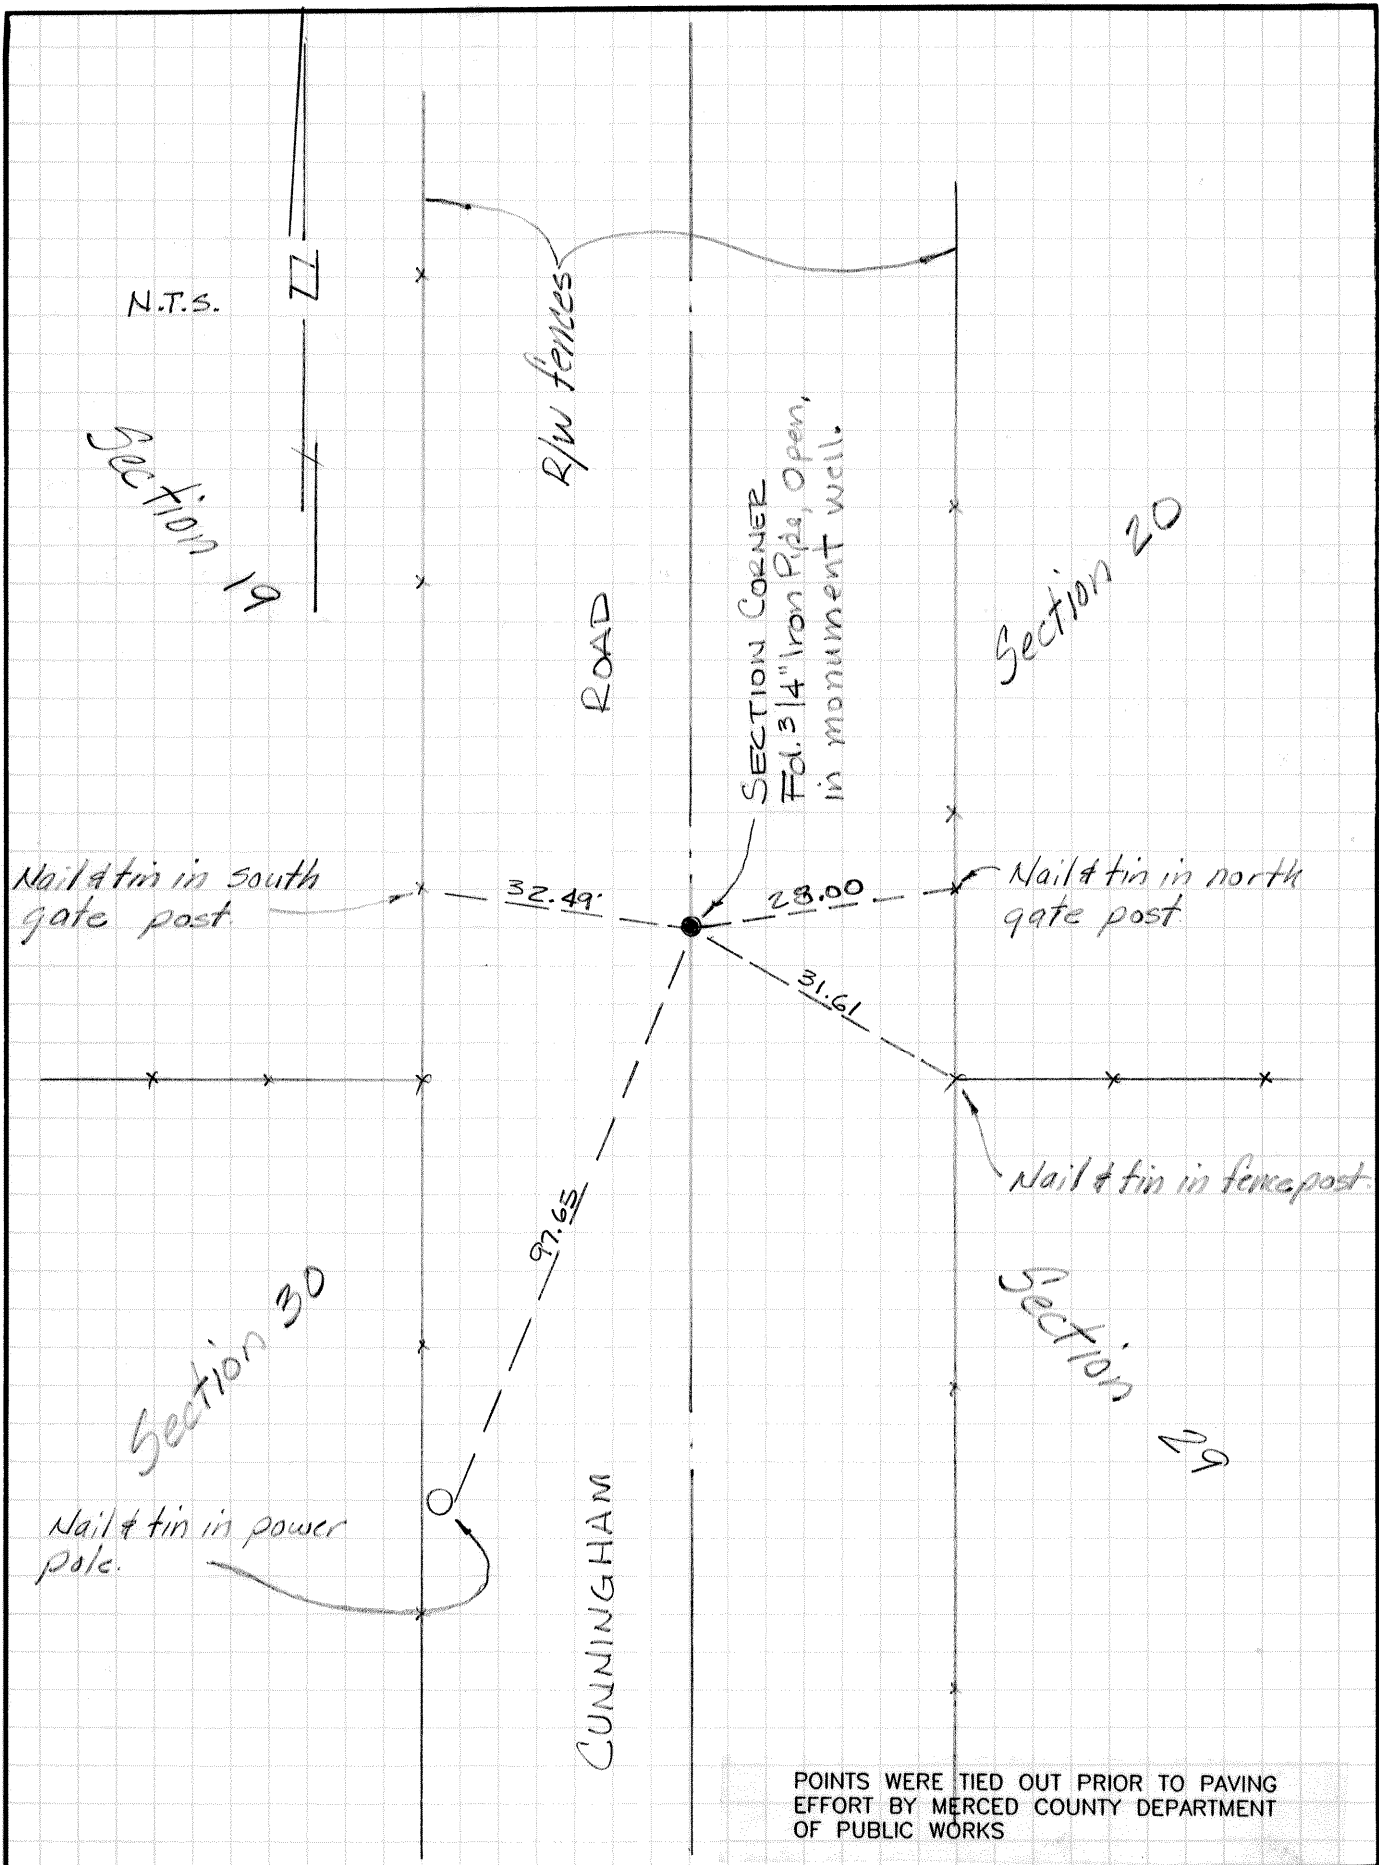 N
N.T.S.
Section 19
R/W fences
ROAD
SECTION CORNER
Fd. 3/4" Iron Pipe, Open,
in monument well.
Section 20
Nail & tin in south
gate post.
32.49
28.00
Nail & tin in north
gate post.
31.61
Nail & tin in fence post.
97.65
Section 30
Section 29
Nail & tin in power
pole.
CUNNINGHAM
POINTS WERE TIED OUT PRIOR TO PAVING
EFFORT BY MERCED COUNTY DEPARTMENT
OF PUBLIC WORKS